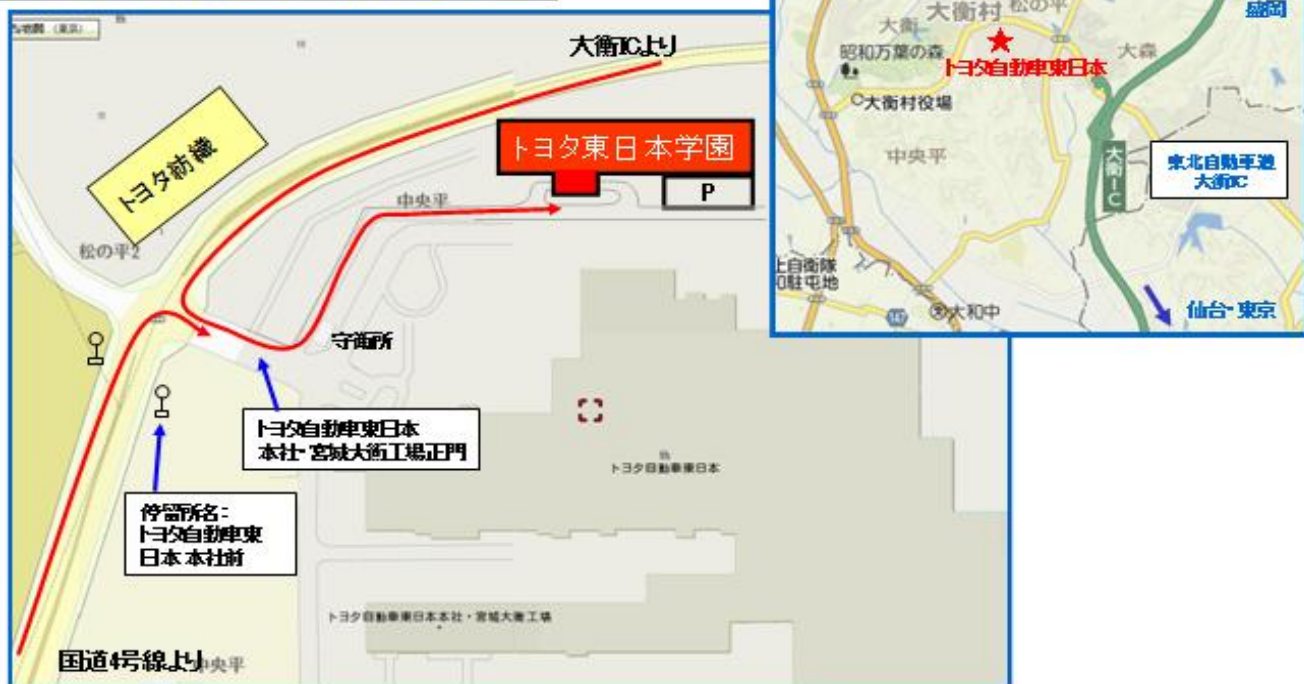 大衡ICより
トヨタ紡織
トヨタ東日本学園
P
中央平
松の平2
守衛所
トヨタ自動車東日本
本社・宮城大衡工場正門
停留所名：
トヨタ自動車東
日本 本社前
トヨタ自動車東日本
トヨタ自動車東日本本社・宮城大衡工場
国道4号線より
中央平
盛岡
松の平
大衡村
大衡
昭和万葉の森
大森
トヨタ自動車東日本
大衡村役場
中央平
大衡IC
東北自動車道
大衡IC
上自衛隊
和駐屯地
大和中
仙台・東京